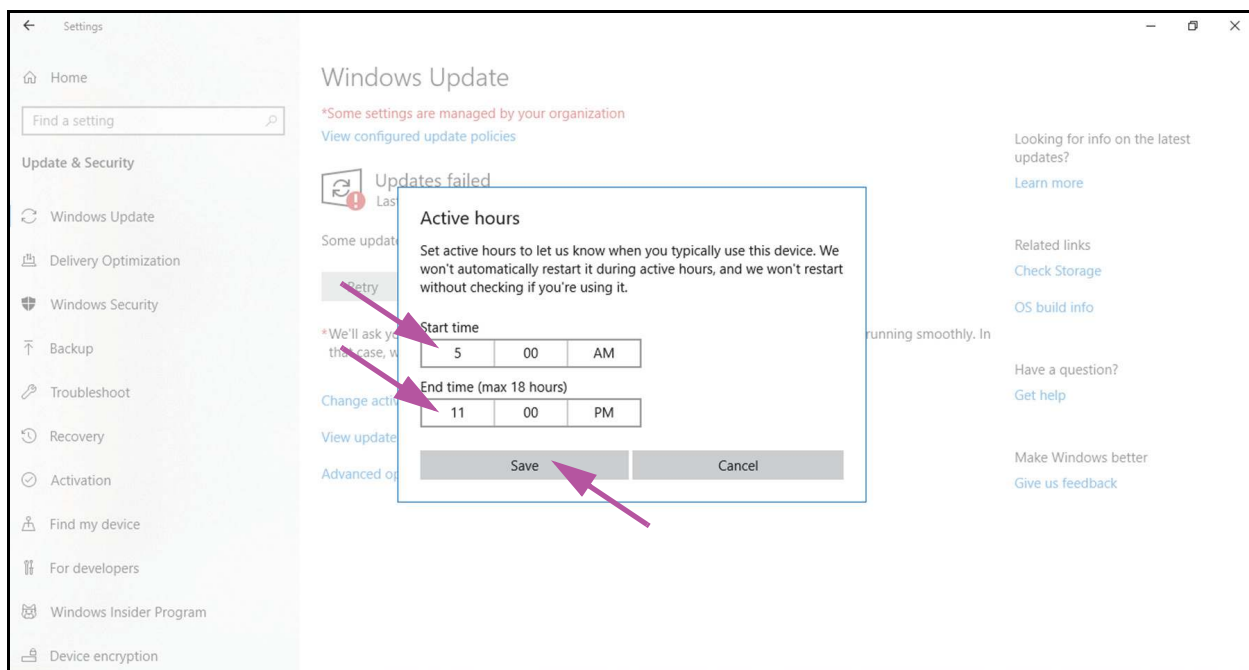 Settings
Home
Find a setting
Update & Security
Windows Update
Delivery Optimization
Windows Security
Backup
Troubleshoot
Recovery
Activation
Find my device
For developers
Windows Insider Program
Device encryption
Windows Update
*Some settings are managed by your organization
View configured update policies
Updates failed
Las
Some updat
Retry
*We'll ask yo
running smoothly. In
that case, w
Change activ
View update
Advanced op
Active hours
Set active hours to let us know when you typically use this device. We
won't automatically restart it during active hours, and we won't restart
without checking if you're using it.
Start time
5 00 AM
End time (max 18 hours)
11 00 PM
Save Cancel
Looking for info on the latest
updates?
Learn more
Related links
Check Storage
OS build info
Have a question?
Get help
Make Windows better
Give us feedback